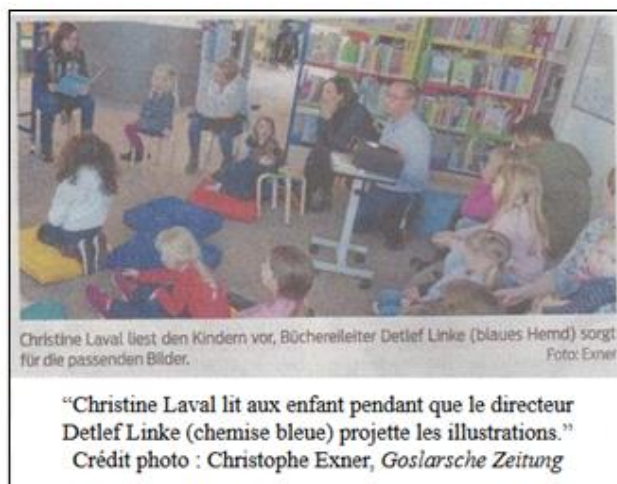 Christine Laval liest den Kindern vor, Büchereileiter Detlef Linke (blaues Hemd) sorgt
für die passenden Bilder. Foto: Exner
“Christine Laval lit aux enfant pendant que le directeur
Detlef Linke (chemise bleue) projette les illustrations.”
Crédit photo : Christophe Exner, Goslarsche Zeitung